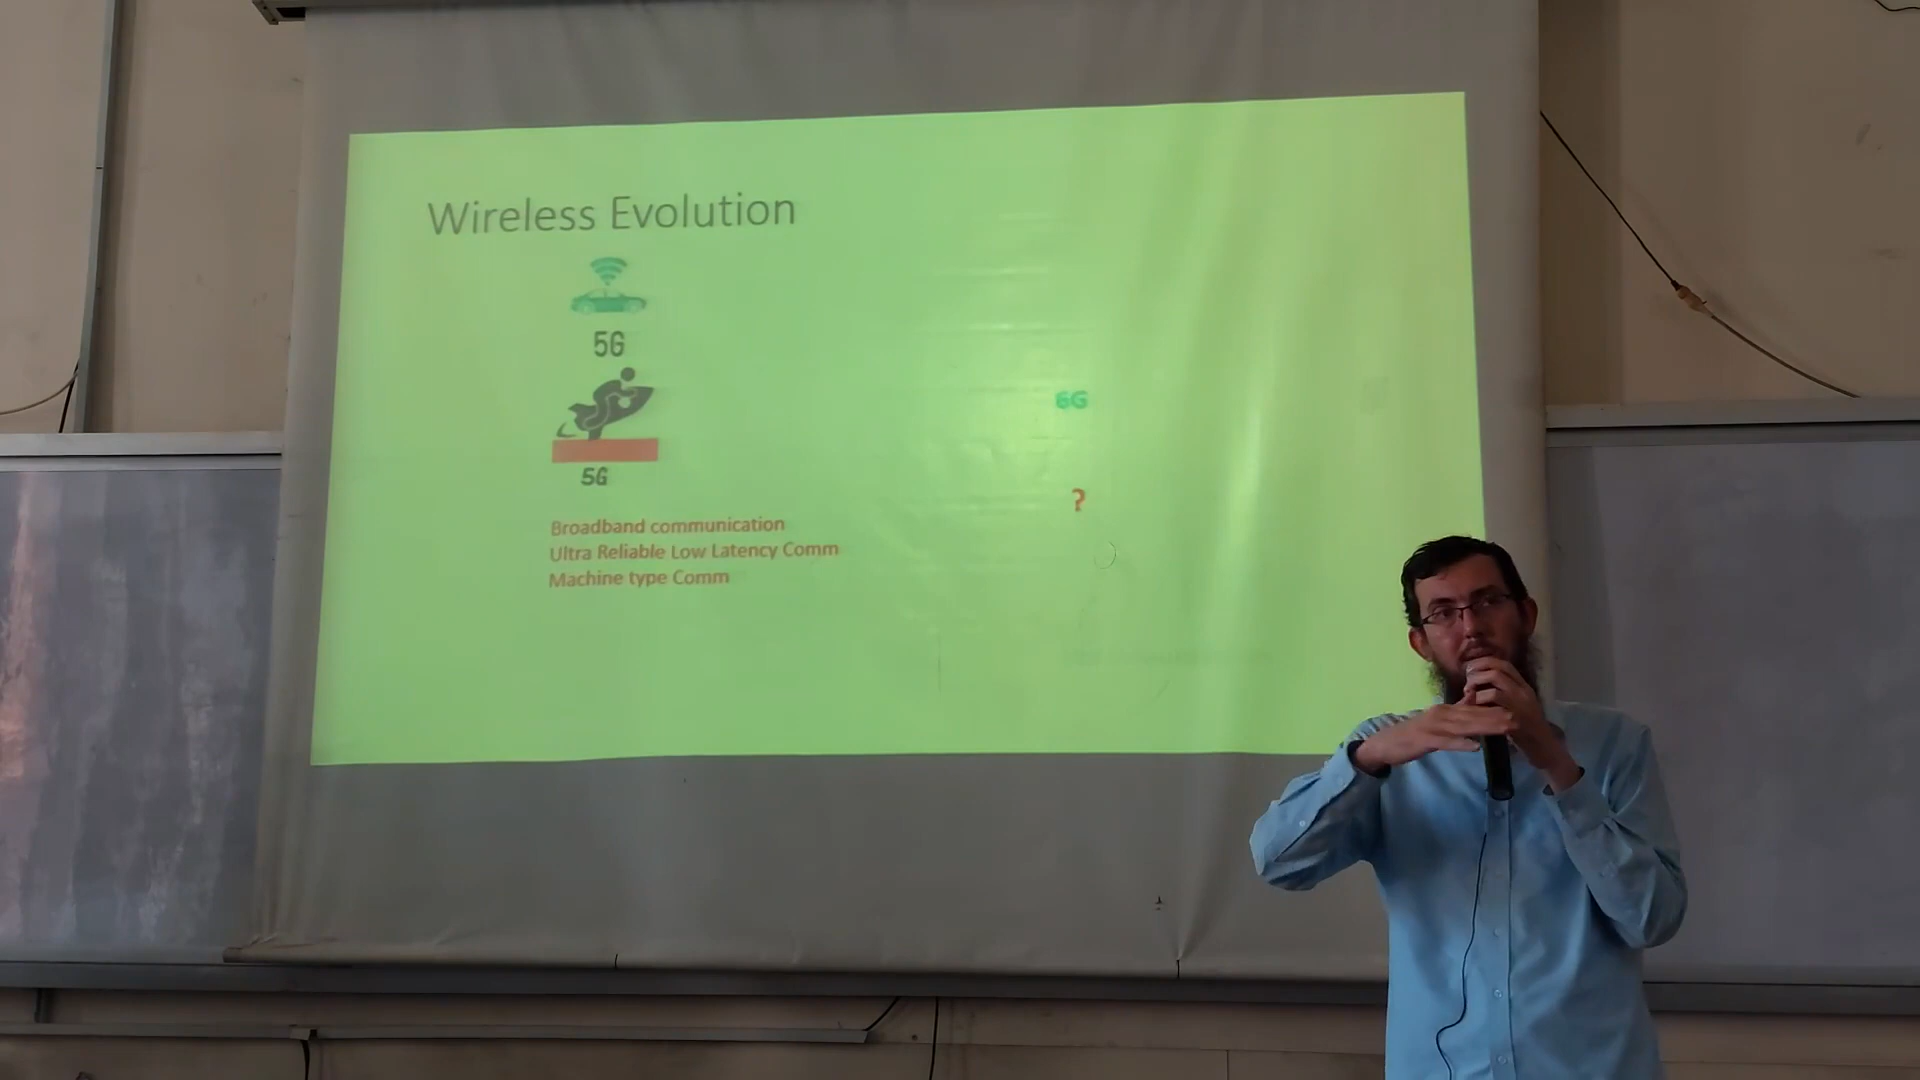 Wireless Evolution
5G
5G
6G
?
Broadband communication
Ultra Reliable Low Latency Comm
Machine type Comm